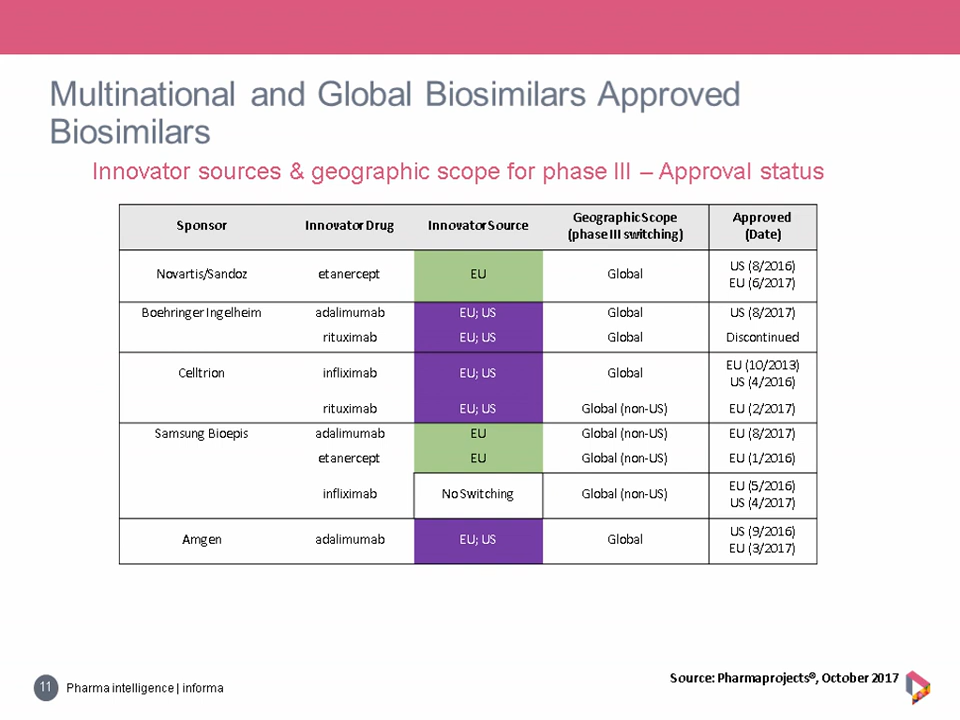 Multinational and Global Biosimilars Approved
Biosimilars
Innovator sources & geographic scope for phase III – Approval status
Sponsor Innovator Drug Innovator Source Geographic Scope (phase III switching) Approved (Date)
Novartis/Sandoz etanercept EU Global US (8/2016) EU (6/2017)
Boehringer Ingelheim adalimumab EU; US Global US (8/2017)
rituximab EU; US Global Discontinued
Celltrion infliximab EU; US Global EU (10/2013) US (4/2016)
rituximab EU; US Global (non-US) EU (2/2017)
Samsung Bioepis adalimumab EU Global (non-US) EU (8/2017)
etanercept EU Global (non-US) EU (1/2016)
infliximab No Switching Global (non-US) EU (5/2016) US (4/2017)
Amgen adalimumab EU; US Global US (9/2016) EU (3/2017)
Source: Pharmaprojects®, October 2017
11 Pharma intelligence | informa